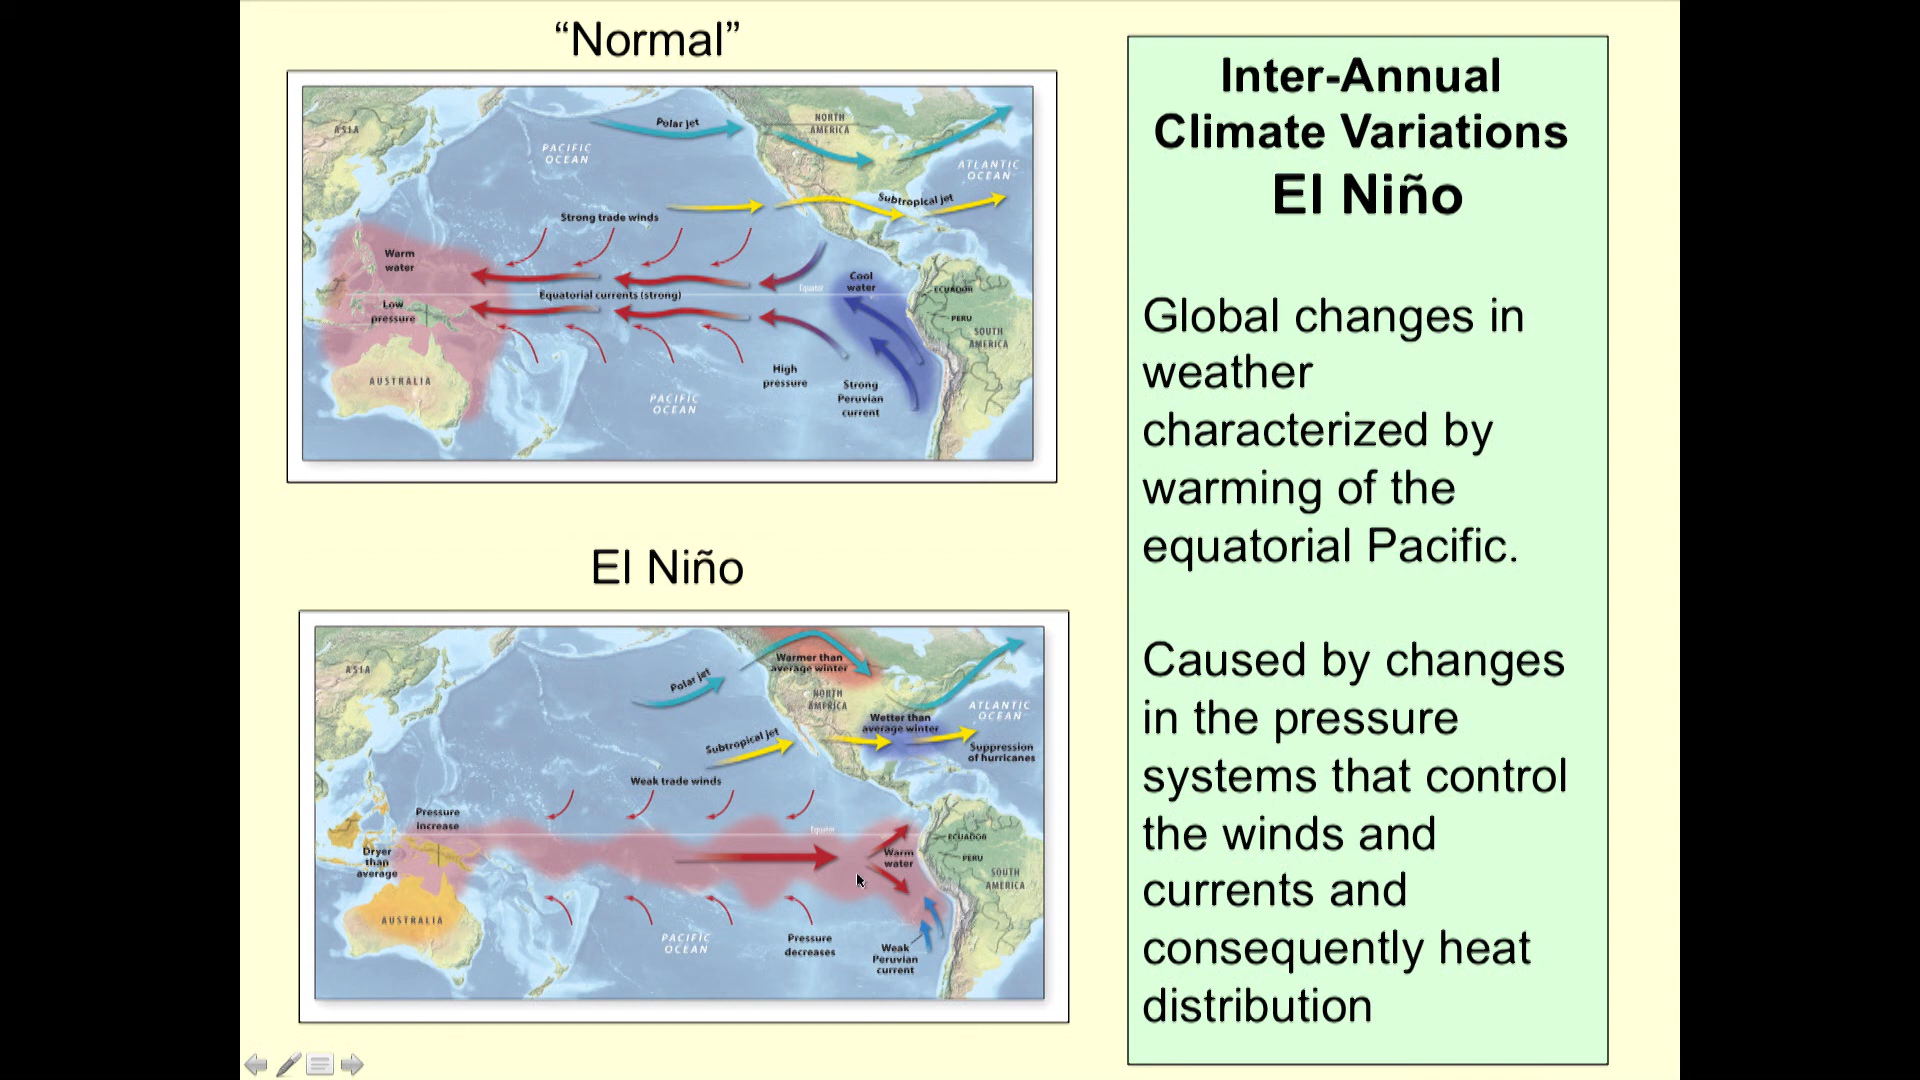 “Normal”
ASIA
Polar jet
NORTH
AMERICA
PACIFIC
OCEAN
ATLANTIC
OCEAN
Subtropical jet
Strong trade winds
Warm
water
Cool
water
Equator
ECUADOR
Equatorial currents (strong)
Low
pressure
PERU
SOUTH
AMERICA
AUSTRALIA
High
pressure
Strong
Peruvian
current
PACIFIC
OCEAN
El Niño
ASIA
Warmer than
average winter
Polar jet
NORTH
AMERICA
ATLANTIC
OCEAN
Wetter than
average winter
Subtropical jet
Suppression
of hurricanes
Weak trade winds
Pressure
increase
Equator
ECUADOR
Dryer
than
average
Warm
water
PERU
SOUTH
AMERICA
AUSTRALIA
PACIFIC
OCEAN
Pressure
decreases
Weak
Peruvian
current
Inter-Annual
Climate Variations
El Niño
Global changes in
weather
characterized by
warming of the
equatorial Pacific.
Caused by changes
in the pressure
systems that control
the winds and
currents and
consequently heat
distribution